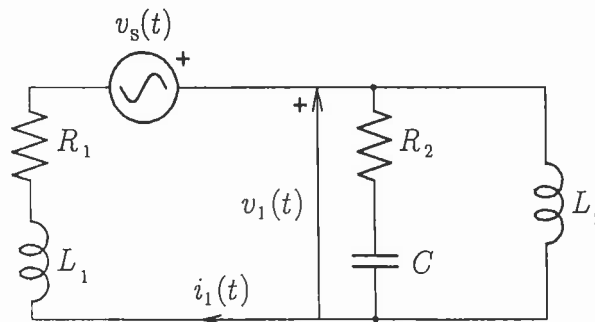 v_s(t)
+
+
R_1
R_2
v_1(t)
L_1
i_1(t)
C
L